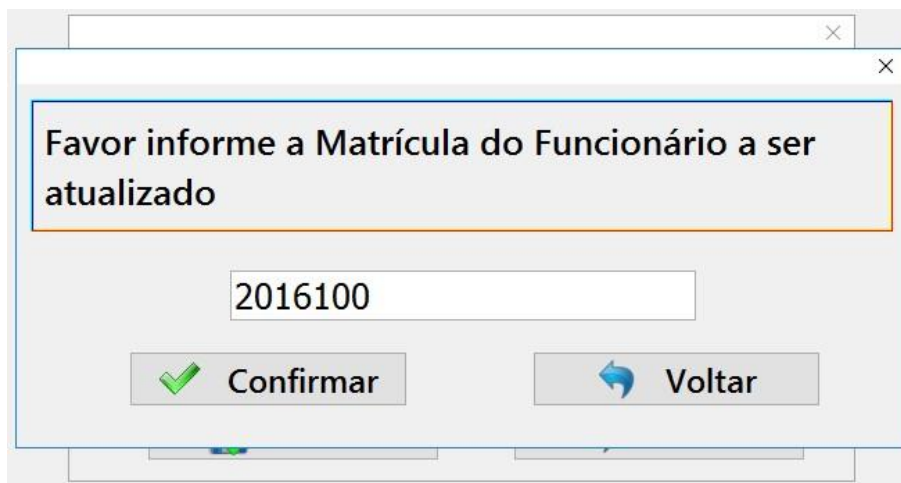 Favor informe a Matrícula do Funcionário a ser
atualizado
2016100
Confirmar
Voltar